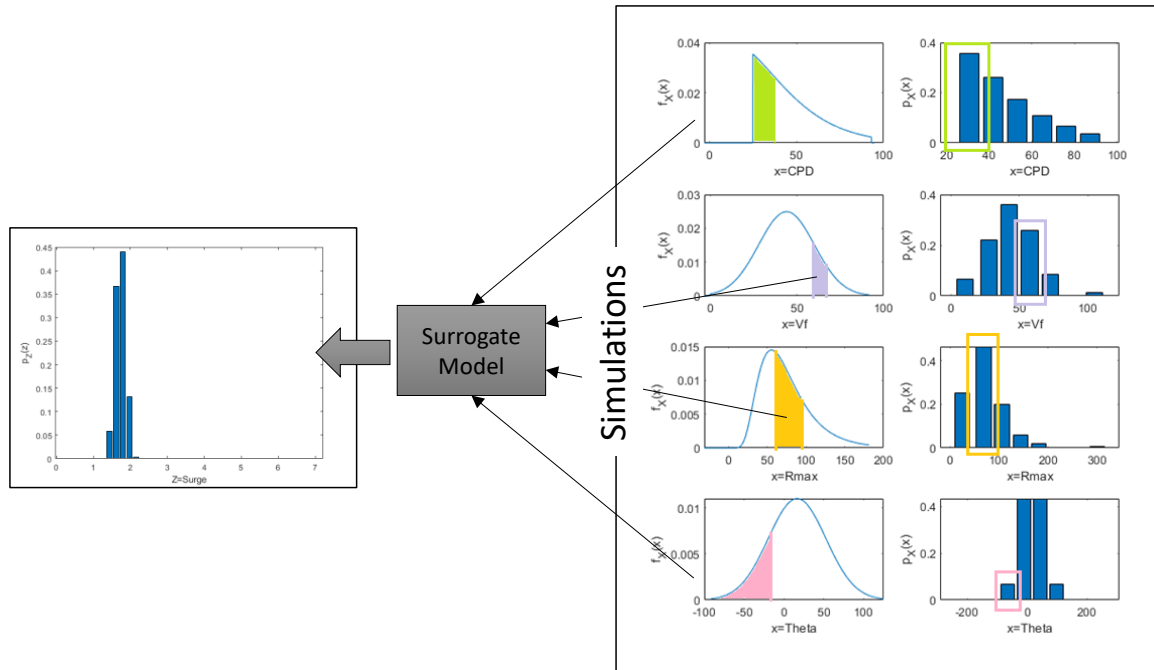 0.45
0.4
0.35
0.3
0.25
0.2
0.15
0.1
0.05
0
p_Z(z)
0 1 2 3 4 5 6 7
Z=Surge
Surrogate
Model
Simulations
0.04
0.02
0
f_X(x)
0 50 100
x=CPD
0.4
0.2
0
p_X(x)
20 40 60 80 100
x=CPD
0.03
0.02
0.01
0
f_X(x)
0 50 100
x=Vf
0.4
0.2
0
p_X(x)
0 50 100
x=Vf
0.015
0.01
0.005
0
f_X(x)
0 50 100 150 200
x=Rmax
0.4
0.2
0
p_X(x)
0 100 200 300
x=Rmax
0.01
0.005
0
f_X(x)
-100 -50 0 50 100
x=Theta
0.4
0.2
0
p_X(x)
-200 0 200
x=Theta